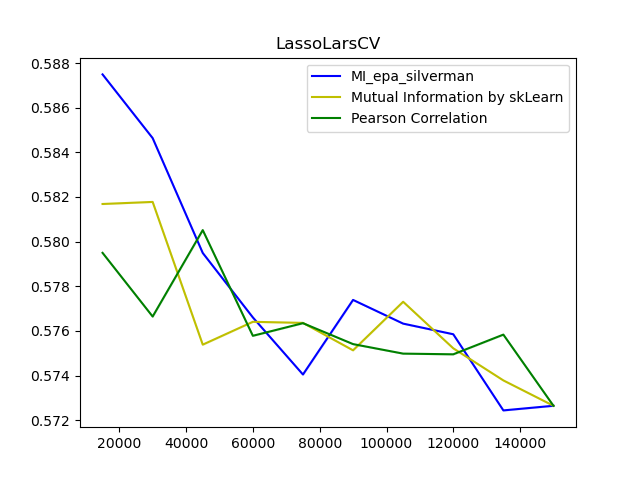 LassoLarsCV
MI_epa_silverman
Mutual Information by skLearn
Pearson Correlation
0.588
0.586
0.584
0.582
0.580
0.578
0.576
0.574
0.572
20000 40000 60000 80000 100000 120000 140000